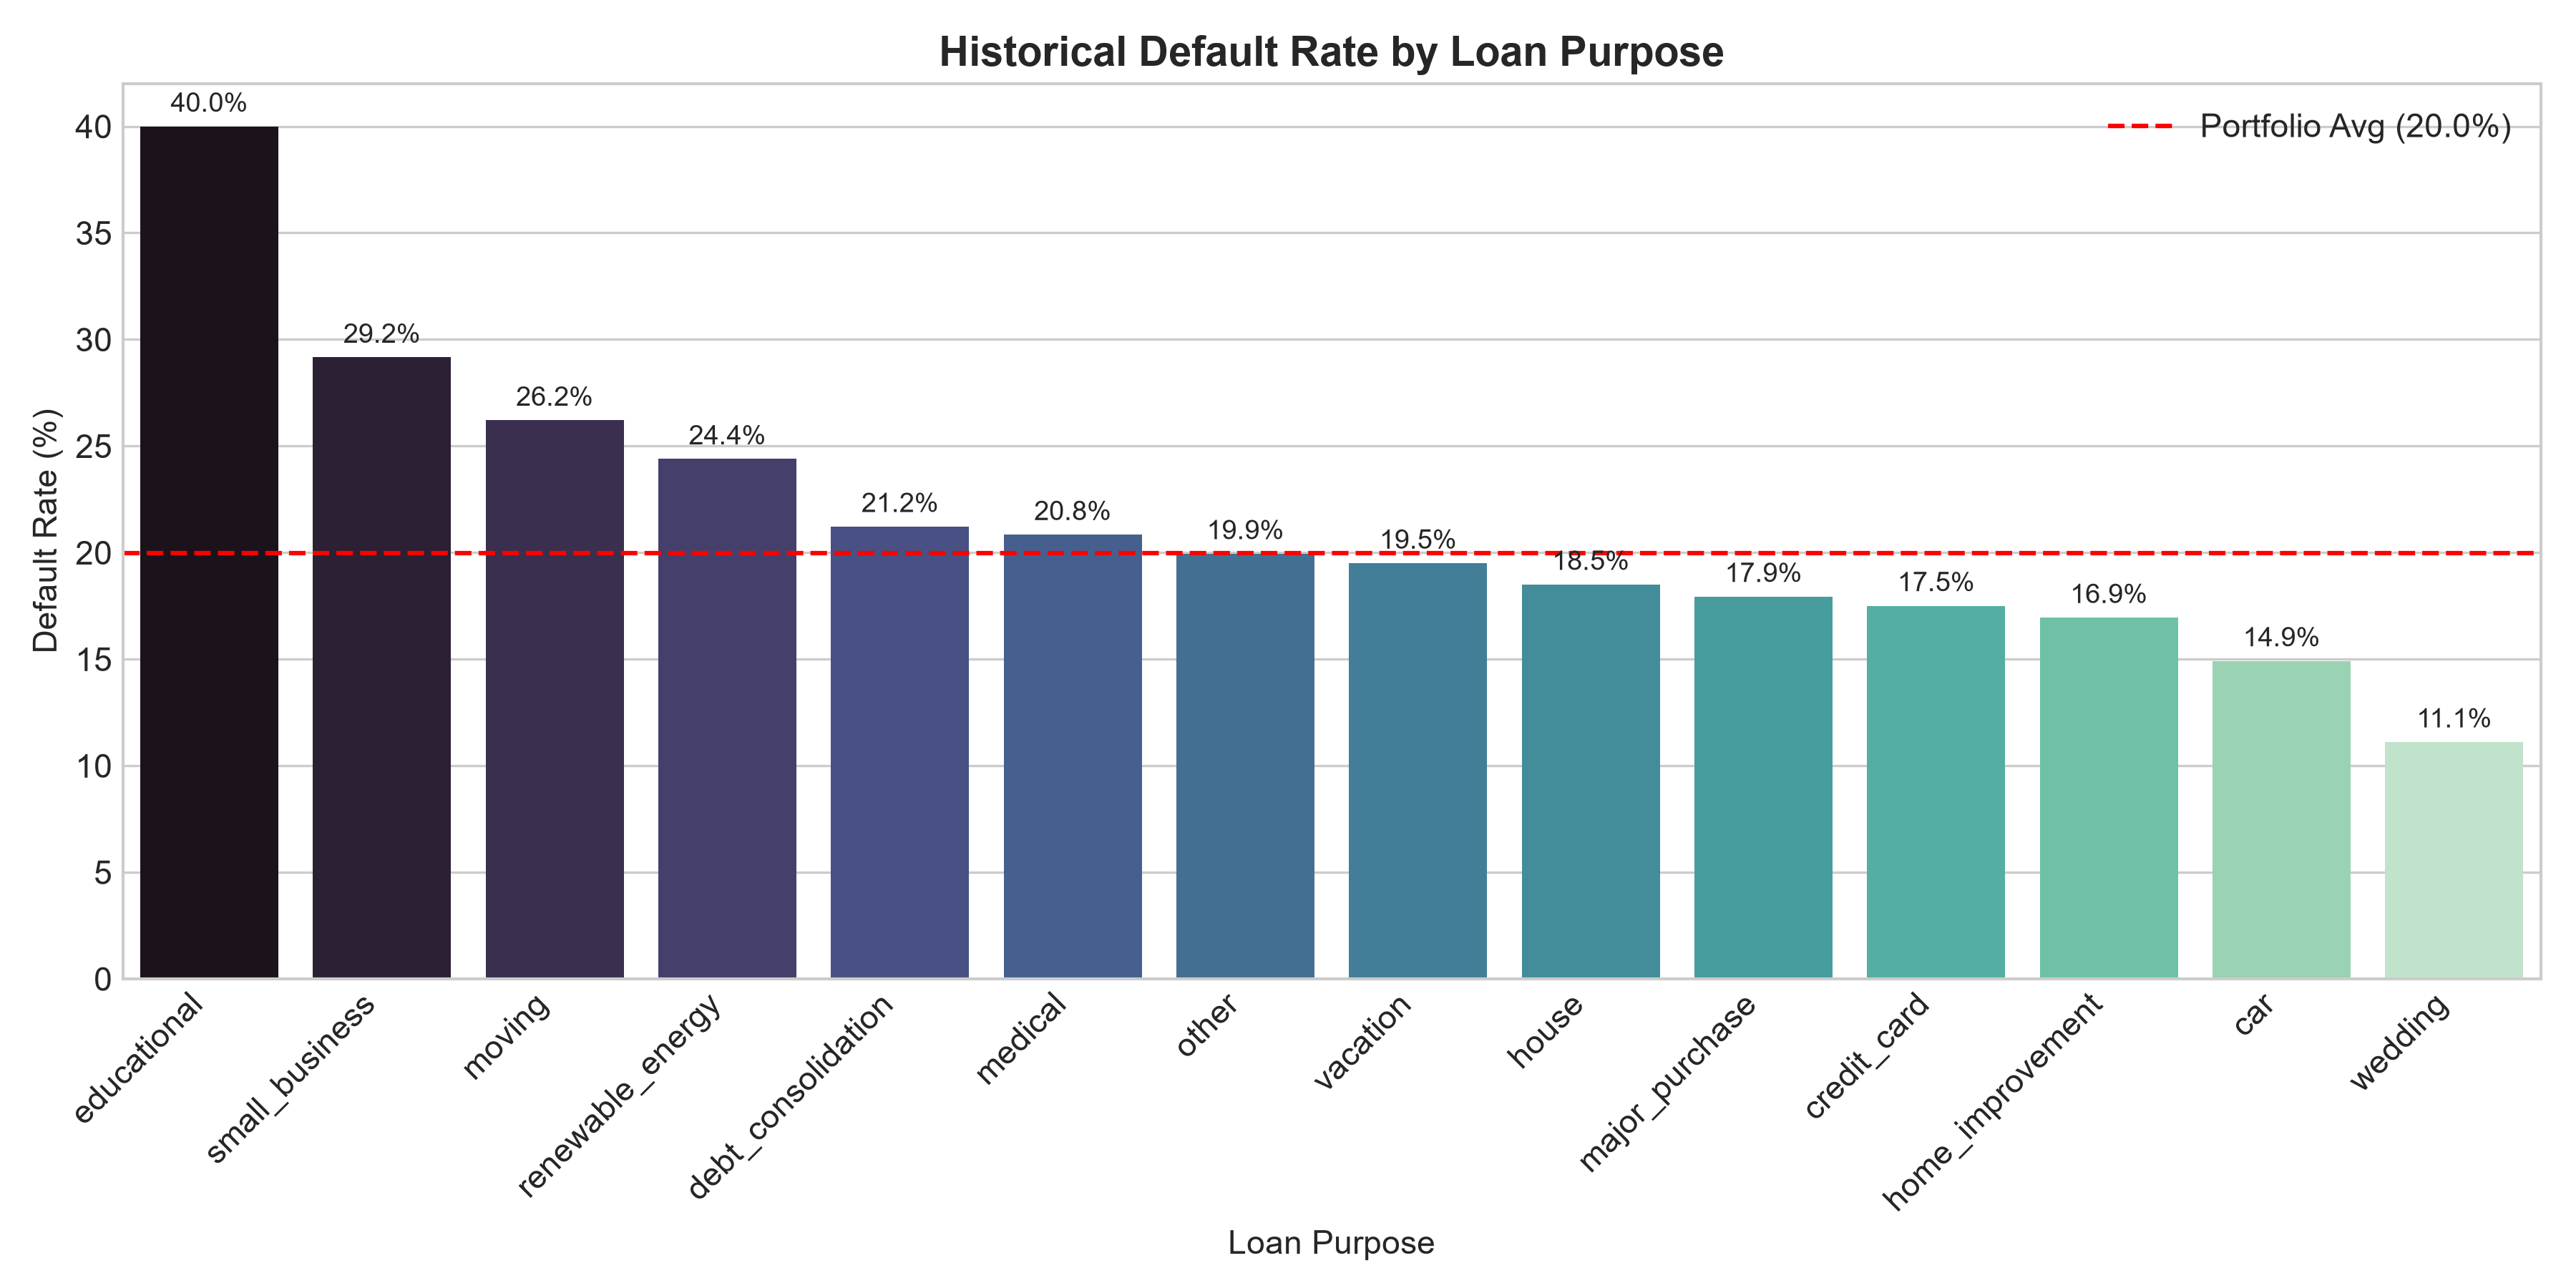 Historical Default Rate by Loan Purpose
Portfolio Avg (20.0%)
Default Rate (%)
40
35
30
25
20
15
10
5
0
40.0%
29.2%
26.2%
24.4%
21.2%
20.8%
19.9%
19.5%
18.5%
17.9%
17.5%
16.9%
14.9%
11.1%
educational
small_business
moving
renewable_energy
debt_consolidation
medical
other
vacation
house
major_purchase
credit_card
home_improvement
car
wedding
Loan Purpose